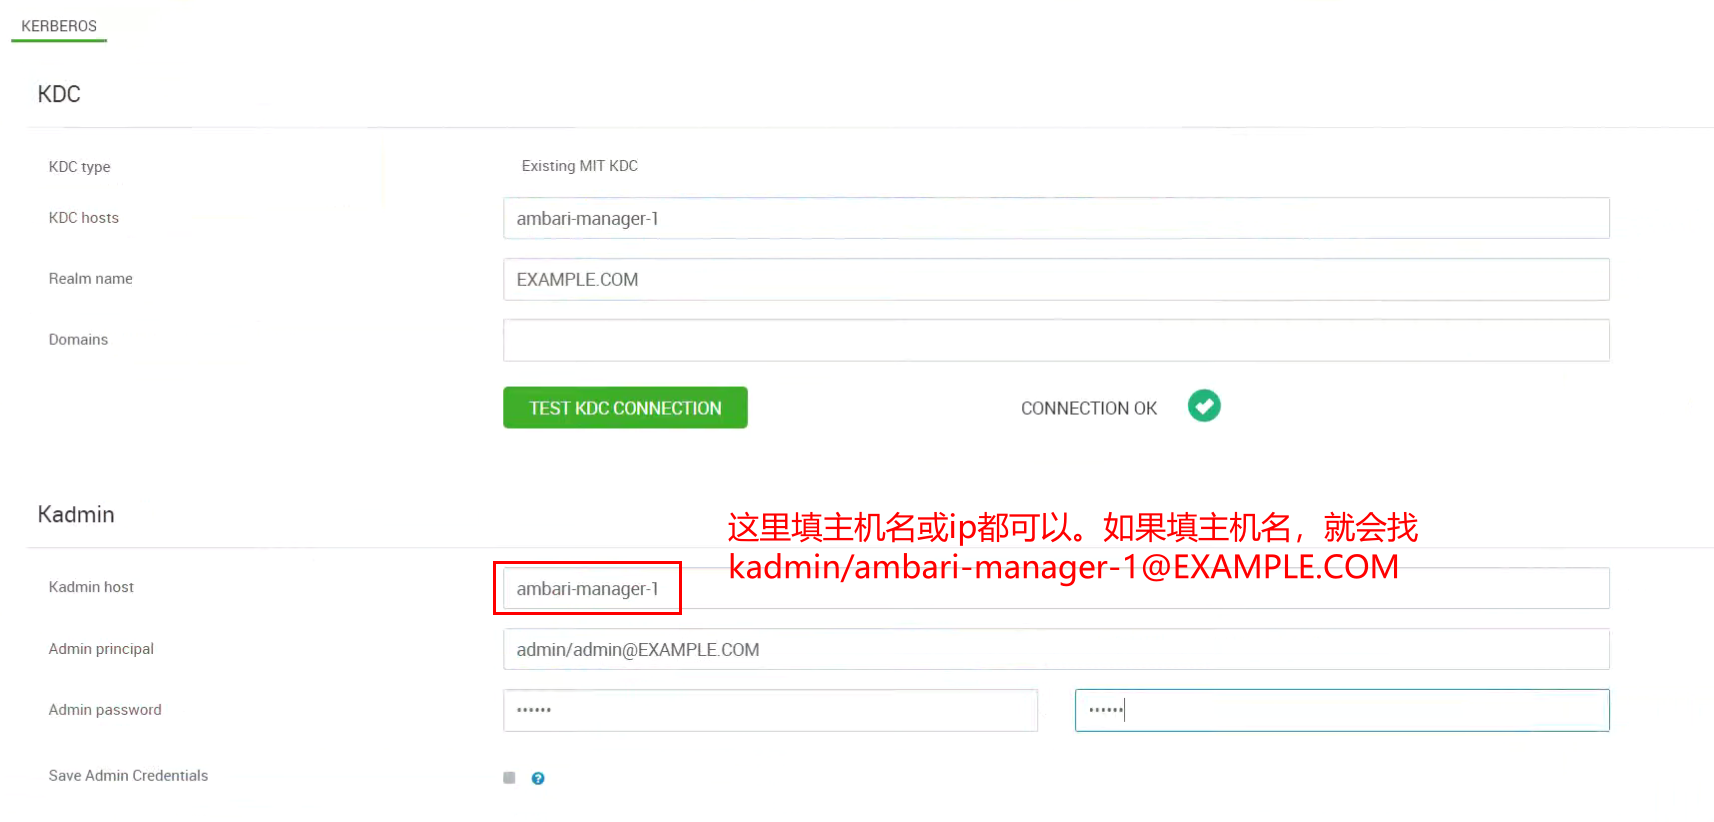 KERBEROS
KDC
KDC type
Existing MIT KDC
KDC hosts
ambari-manager-1
Realm name
EXAMPLE.COM
Domains
TEST KDC CONNECTION
CONNECTION OK
Kadmin
这里填主机名或ip都可以。如果填主机名，就会找
kadmin/ambari-manager-1@EXAMPLE.COM
Kadmin host
ambari-manager-1
Admin principal
admin/admin@EXAMPLE.COM
Admin password
••••••
••••••
Save Admin Credentials
?